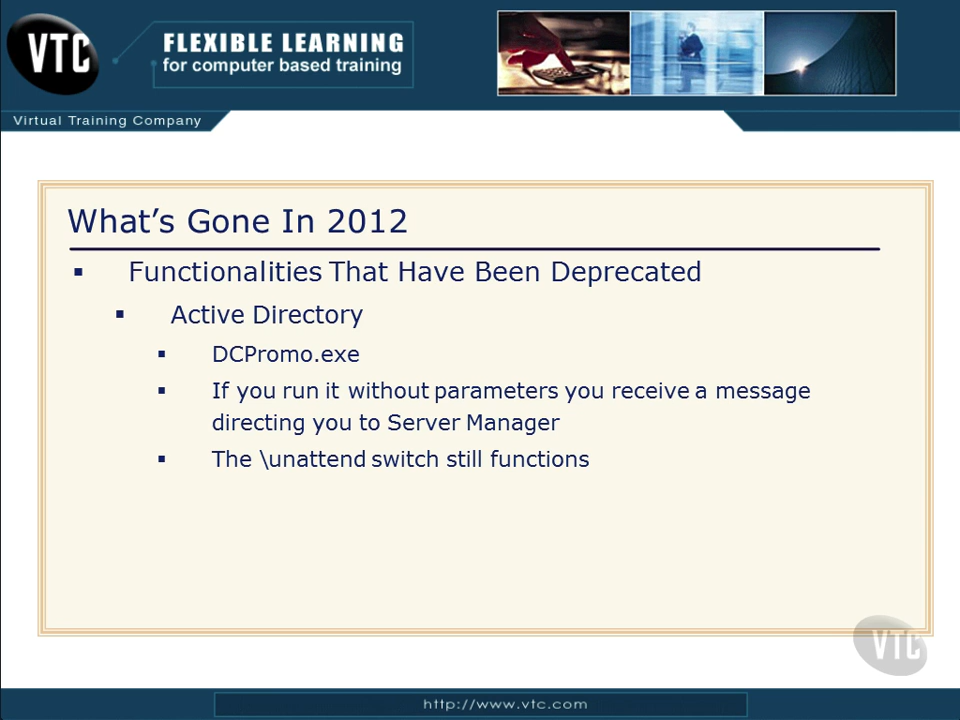 VTC
FLEXIBLE LEARNING
for computer based training
Virtual Training Company
What's Gone In 2012
▪ Functionalities That Have Been Deprecated
▪ Active Directory
▪ DCPromo.exe
▪ If you run it without parameters you receive a message
directing you to Server Manager
▪ The \unattend switch still functions
VTC
http://www.vtc.com